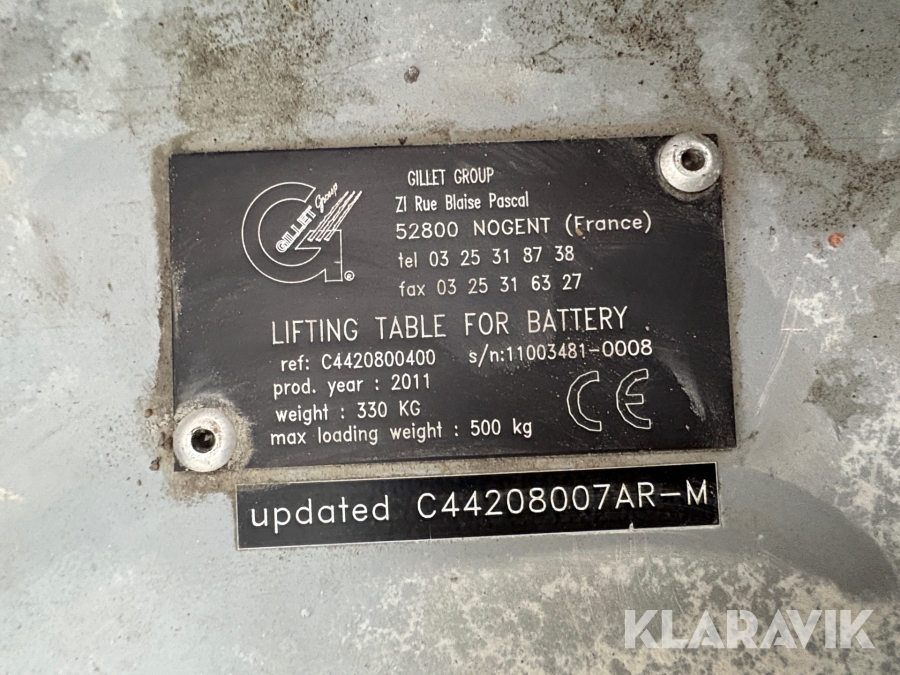 GILLET Group
GILLET GROUP
ZI Rue Blaise Pascal
52800 NOGENT (France)
tel 03 25 31 87 38
fax 03 25 31 63 27
LIFTING TABLE FOR BATTERY
ref: C4420800400 s/n:11003481-0008
prod. year : 2011
weight : 330 KG
max loading weight : 500 kg
CE
updated C44208007AR-M
KLARAVIK